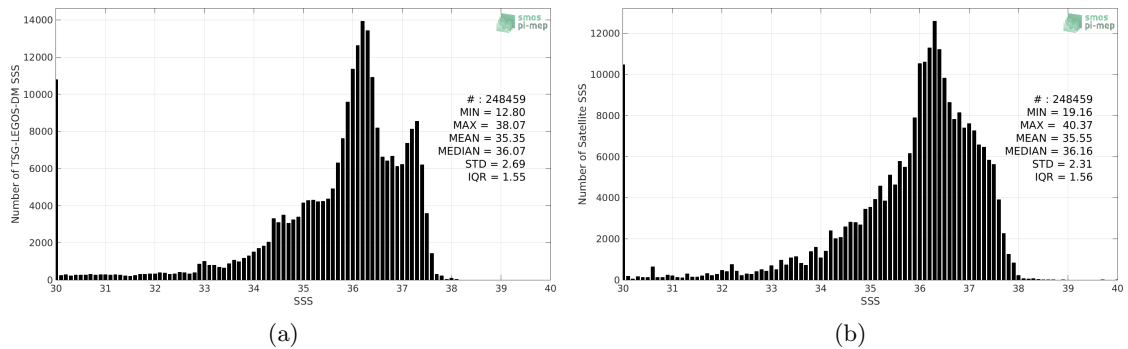 smos
pi-mep
14000
12000
10000
8000
6000
4000
2000
0
Number of TSG-LEGOS-DM SSS
# : 248459
MIN = 12.80
MAX = 38.07
MEAN = 35.35
MEDIAN = 36.07
STD = 2.69
IQR = 1.55
30 31 32 33 34 35 36 37 38 39 40
SSS
(a)
smos
pi-mep
12000
10000
8000
6000
4000
2000
0
Number of Satellite SSS
# : 248459
MIN = 19.16
MAX = 40.37
MEAN = 35.55
MEDIAN = 36.16
STD = 2.31
IQR = 1.56
30 31 32 33 34 35 36 37 38 39 40
SSS
(b)